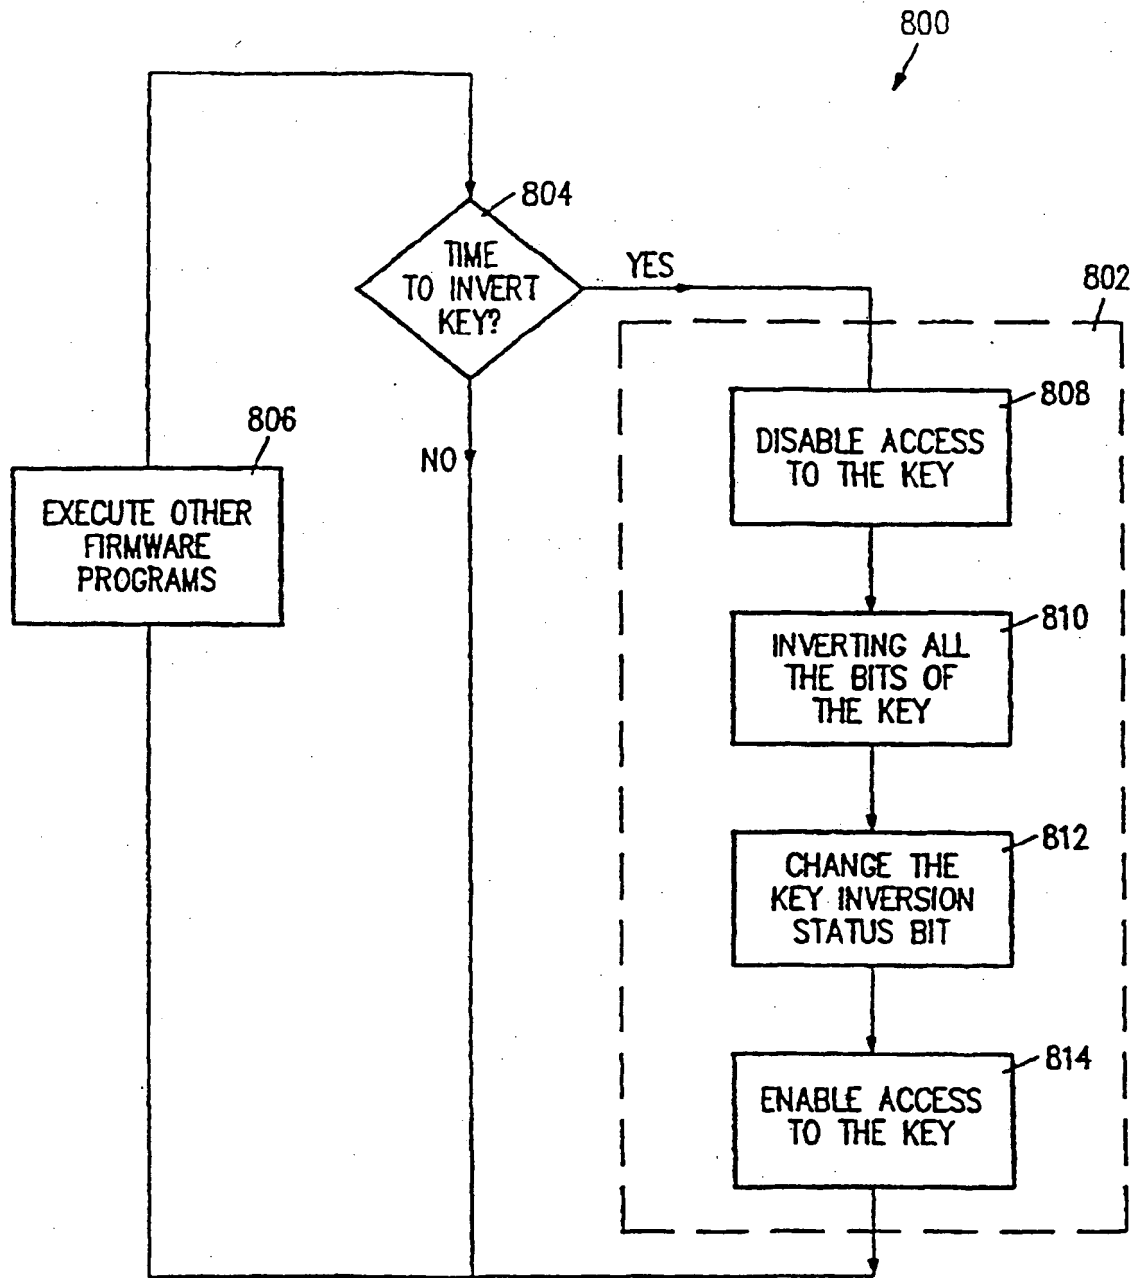 800
804
TIME
TO INVERT
KEY?
YES
802
NO
806
EXECUTE OTHER
FIRMWARE
PROGRAMS
808
DISABLE ACCESS
TO THE KEY
810
INVERTING ALL
THE BITS OF
THE KEY
812
CHANGE THE
KEY INVERSION
STATUS BIT
814
ENABLE ACCESS
TO THE KEY